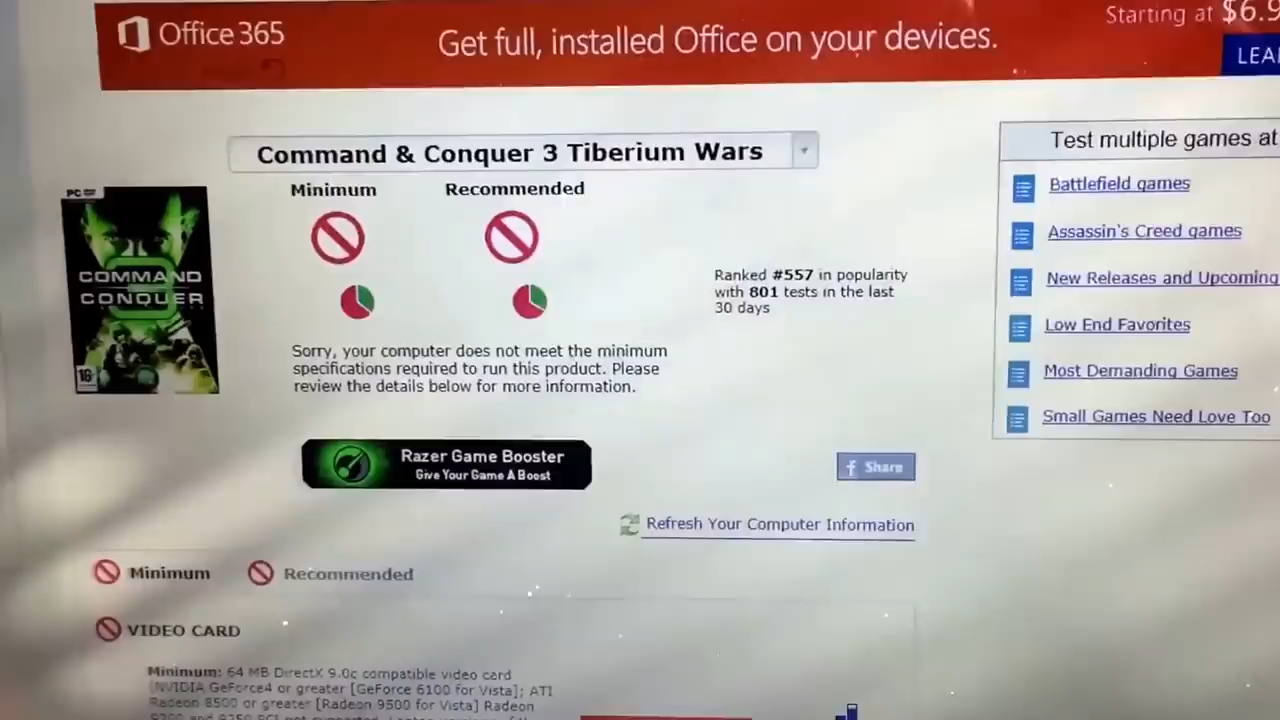 Office 365
Get full, installed Office on your devices.
Starting at $6.9
LEA
Command & Conquer 3 Tiberium Wars
Minimum
Recommended
PC
COMMAND
CONQUER
3
16
Ranked #557 in popularity
with 801 tests in the last
30 days
Sorry, your computer does not meet the minimum
specifications required to run this product. Please
review the details below for more information.
Razer Game Booster
Give Your Game A Boost
f Share
Refresh Your Computer Information
Test multiple games at
Battlefield games
Assassin's Creed games
New Releases and Upcoming
Low End Favorites
Most Demanding Games
Small Games Need Love Too
Minimum
Recommended
VIDEO CARD
Minimum: 64 MB DirectX 9.0c compatible video card
(NVIDIA GeForce4 or greater [GeForce 6100 for Vista]; ATI
Radeon 8500 or greater [Radeon 9500 for Vista] Radeon